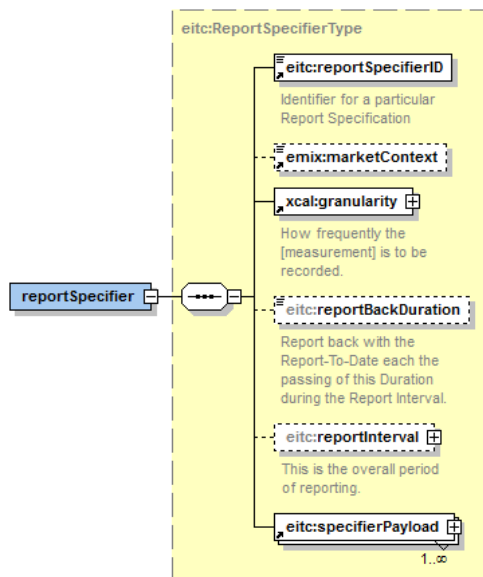 eitc:ReportSpecifierType
eitc:reportSpecifierID
Identifier for a particular
Report Specification
emix:marketContext
xcal:granularity
How frequently the
[measurement] is to be
recorded.
reportSpecifier
eitc:reportBackDuration
Report back with the
Report-To-Date each the
passing of this Duration
during the Report Interval.
eitc:reportInterval
This is the overall period
of reporting.
eitc:specifierPayload
1..∞